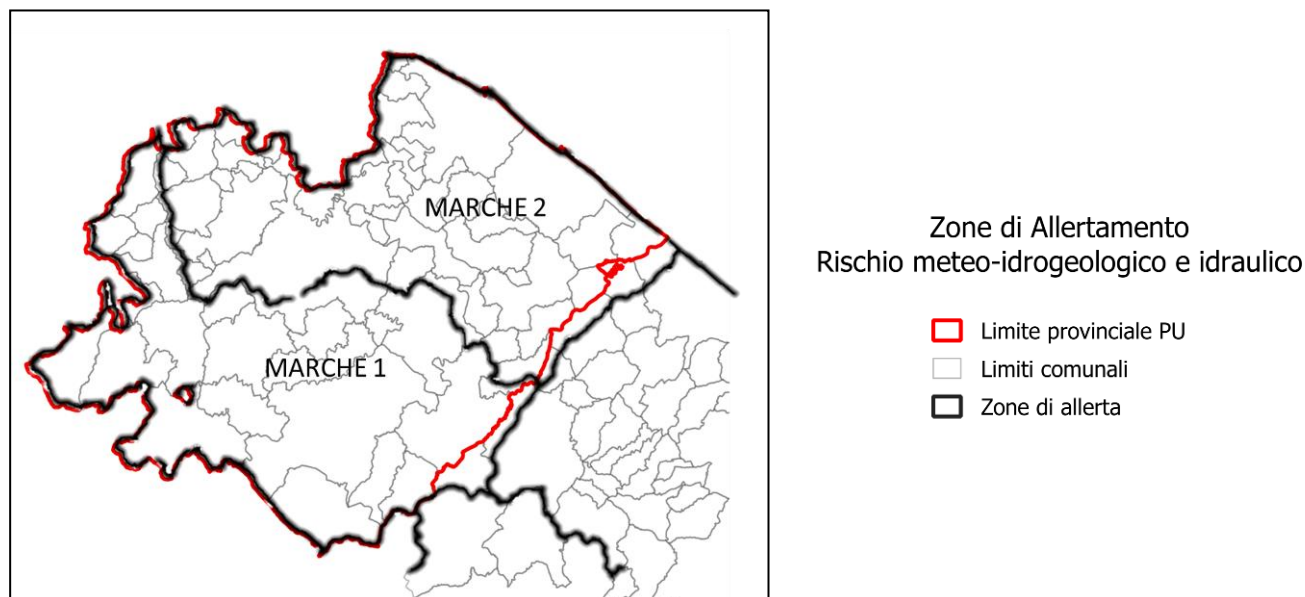 MARCHE 2
MARCHE 1
Zone di Allertamento
Rischio meteo-idrogeologico e idraulico
Limite provinciale PU
Limiti comunali
Zone di allerta